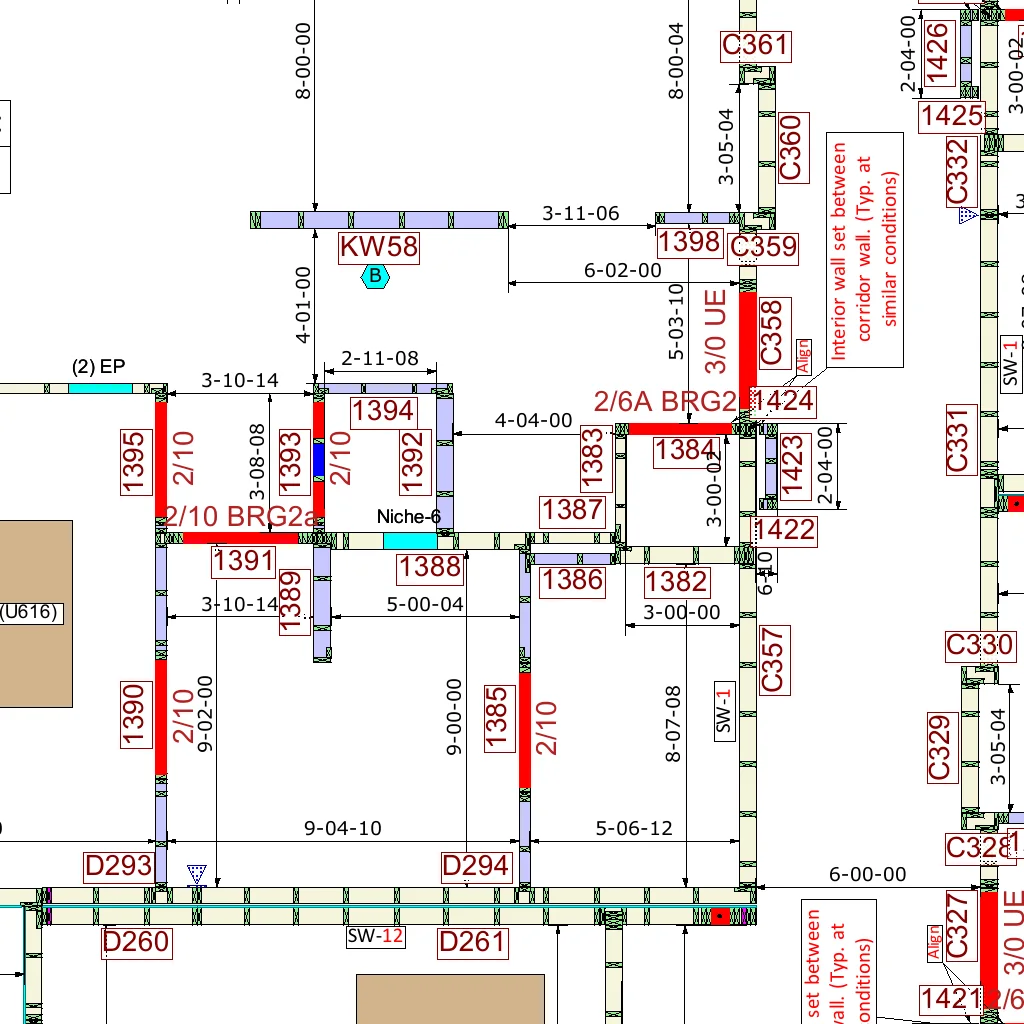 C361
1426
2-04-00
3-00-02
8-00-00
8-00-04
1425
3-05-04
C360
C332
Interior wall set between
corridor wall. (Typ. at
similar conditions)
3-11-06
KW58
B
1398
C359
6-02-00
4-01-00
5-03-10
3/0 UE
C358
Align
SW-1
(2) EP
3-10-14
2-11-08
1394
2/6A BRG2
1424
4-04-00
1395
2/10
3-08-08
1393
2/10
1392
1383
1384
3-00-02
1423
2-04-00
C331
2/10 BRG2a
Niche-6
1387
1422
1391
1388
1386
1382
6-10
1389
3-10-14
5-00-04
3-00-00
(U616)
C357
C330
1390
2/10
9-02-00
9-00-00
1385
2/10
8-07-08
SW-1
C329
3-05-04
9-04-10
5-06-12
D293
D294
C328
6-00-00
D260
SW-12
D261
set between
wall. (Typ. at
onditions)
C327
3/0 UE
Align
1421
2/6